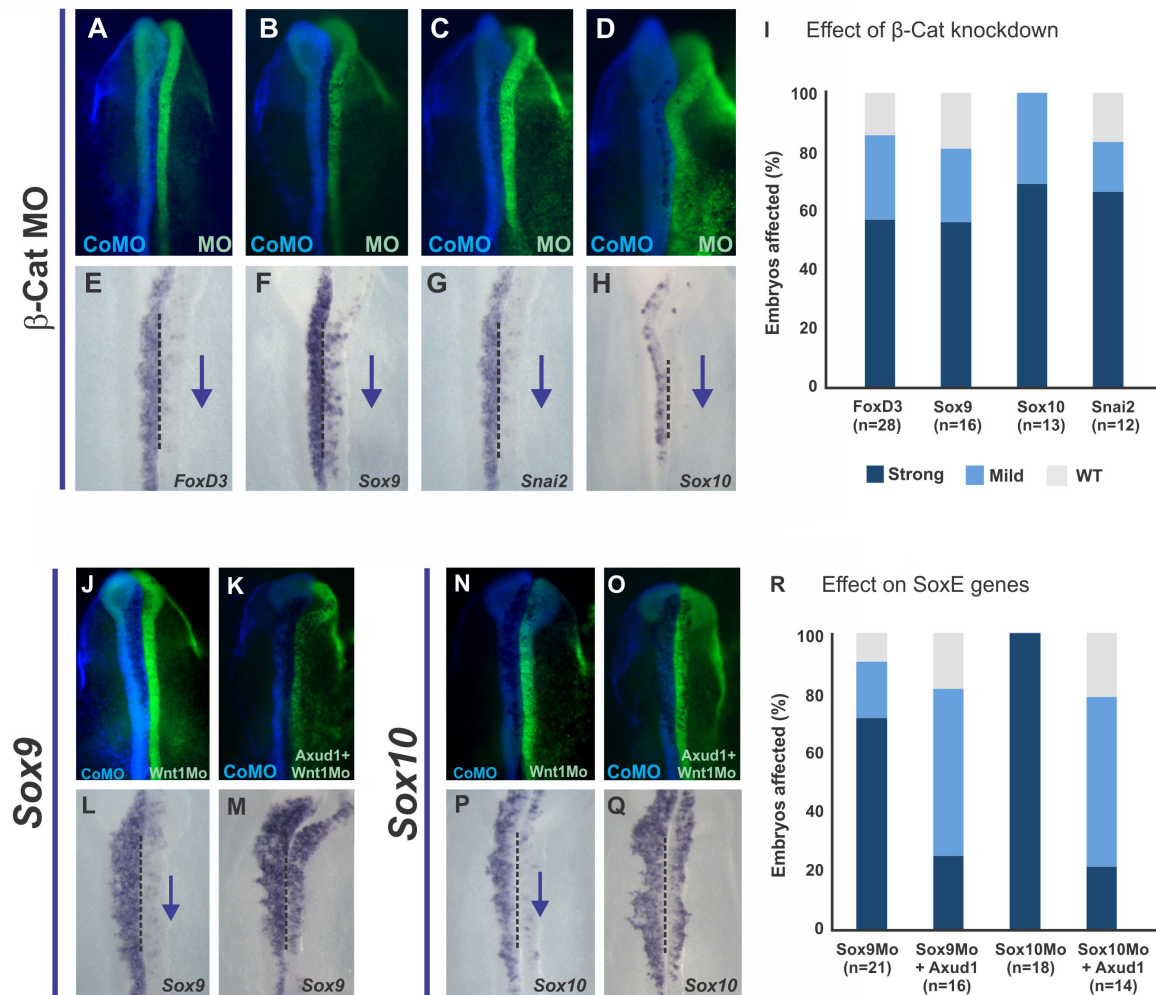 β-Cat MO
A
CoMO MO
B
CoMO MO
C
CoMO MO
D
CoMO MO
E
FoxD3
F
Sox9
G
Snai2
H
Sox10
I Effect of β-Cat knockdown
Embryos affected (%)
100
80
60
40
20
0
FoxD3 Sox9 Sox10 Snai2
(n=28) (n=16) (n=13) (n=12)
Strong Mild WT
Sox9
J
CoMO Wnt1Mo
K
Axud1+
CoMO Wnt1Mo
L
Sox9
M
Sox9
Sox10
N
CoMO Wnt1Mo
O
Axud1+
CoMO Wnt1Mo
P
Sox10
Q
Sox10
R Effect on SoxE genes
Embryos affected (%)
100
80
60
40
20
0
Sox9Mo Sox9Mo Sox10Mo Sox10Mo
(n=21) + Axud1 (n=18) + Axud1
(n=16) (n=14)